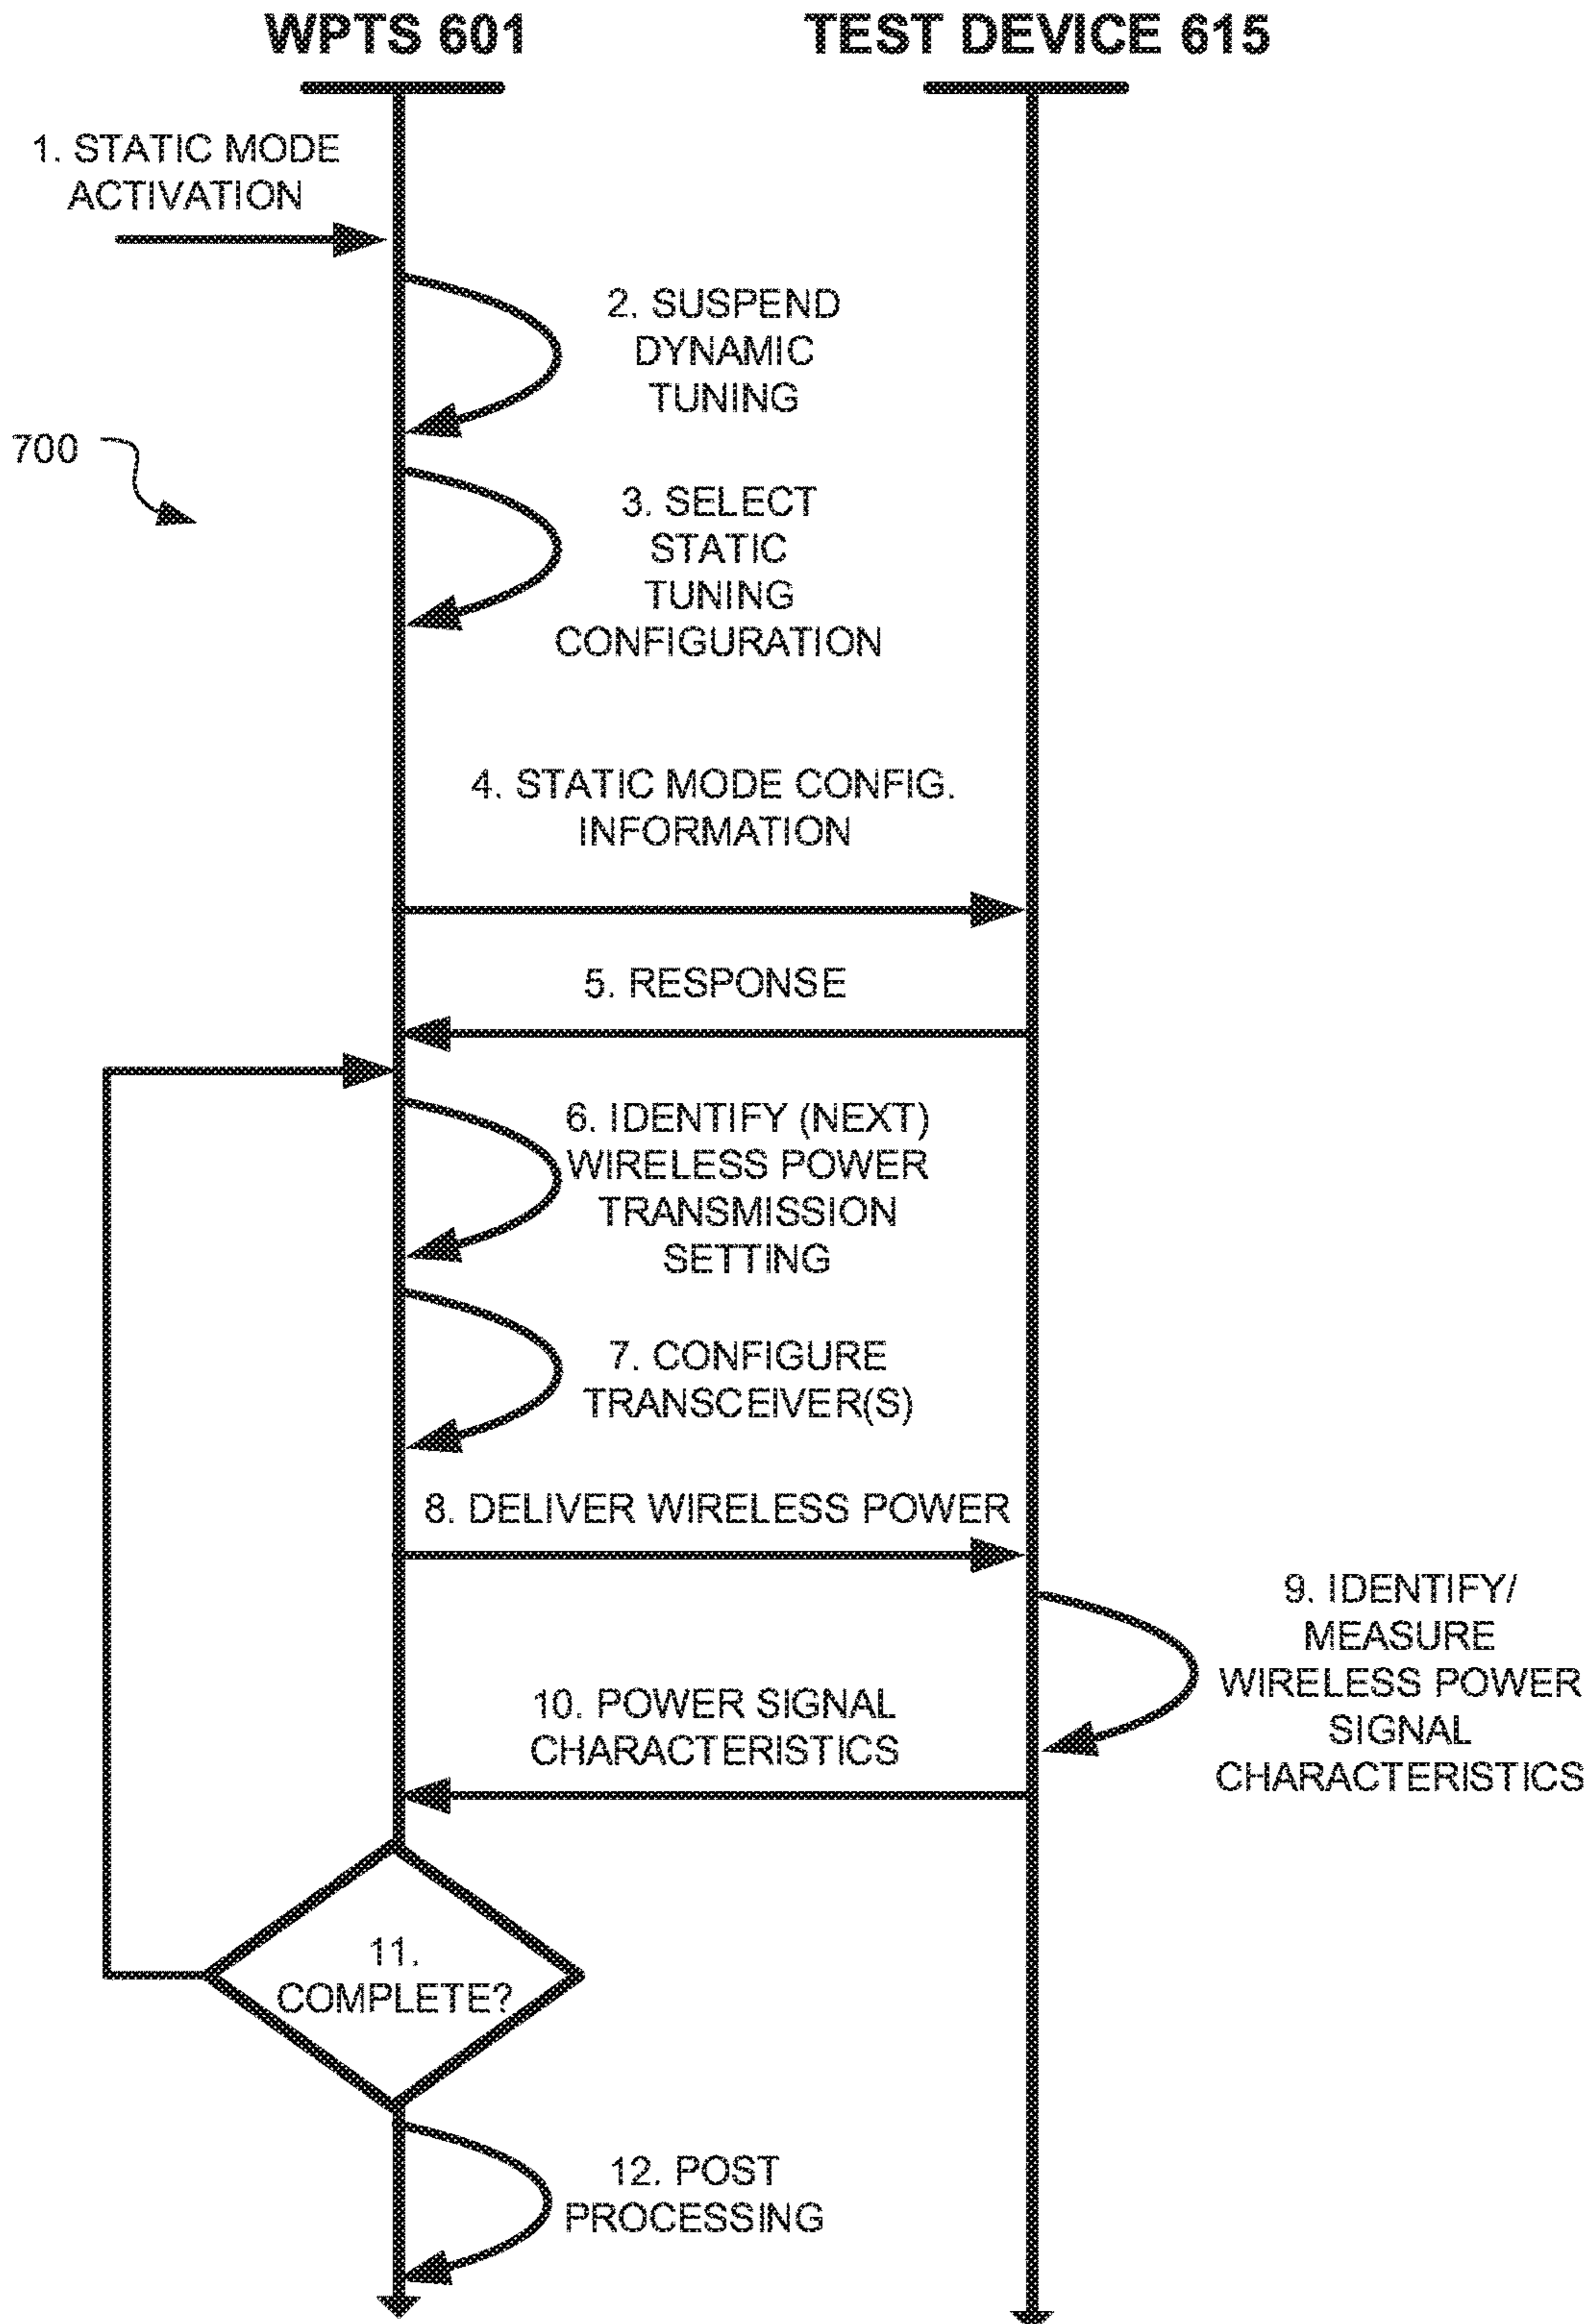 WPTS 601
TEST DEVICE 615
1. STATIC MODE
ACTIVATION
2. SUSPEND
DYNAMIC
TUNING
700
3. SELECT
STATIC
TUNING
CONFIGURATION
4. STATIC MODE CONFIG.
INFORMATION
5. RESPONSE
6. IDENTIFY (NEXT)
WIRELESS POWER
TRANSMISSION
SETTING
7. CONFIGURE
TRANSCEIVER(S)
8. DELIVER WIRELESS POWER
9. IDENTIFY/
MEASURE
WIRELESS POWER
SIGNAL
CHARACTERISTICS
10. POWER SIGNAL
CHARACTERISTICS
11.
COMPLETE?
12. POST
PROCESSING